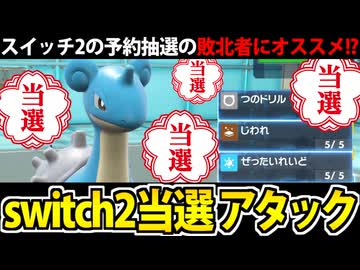 スイッチ2の予約抽選の敗北者にオススメ!?
当選
当選
当選
当選
つのドリル
じわれ
5/5
ぜったいれいど
5/5
switch2当選アタック